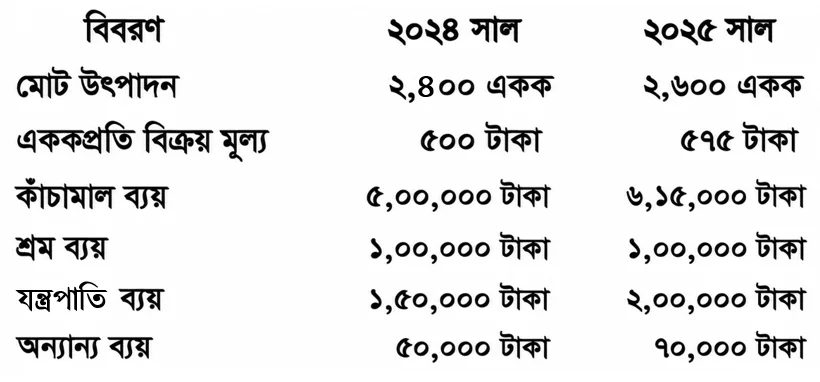 বিবরণ ২০২৪ সাল ২০২৫ সাল
মোট উৎপাদন ২,৪০০ একক ২,৬০০ একক
এককপ্রতি বিক্রয় মূল্য ৫০০ টাকা ৫৭৫ টাকা
কাঁচামাল ব্যয় ৫,০০,০০০ টাকা ৬,১৫,০০০ টাকা
শ্রম ব্যয় ১,০০,০০০ টাকা ১,০০,০০০ টাকা
যন্ত্রপাতি ব্যয় ১,৫০,০০০ টাকা ২,০০,০০০ টাকা
অন্যান্য ব্যয় ৫০,০০০ টাকা ৭০,০০০ টাকা